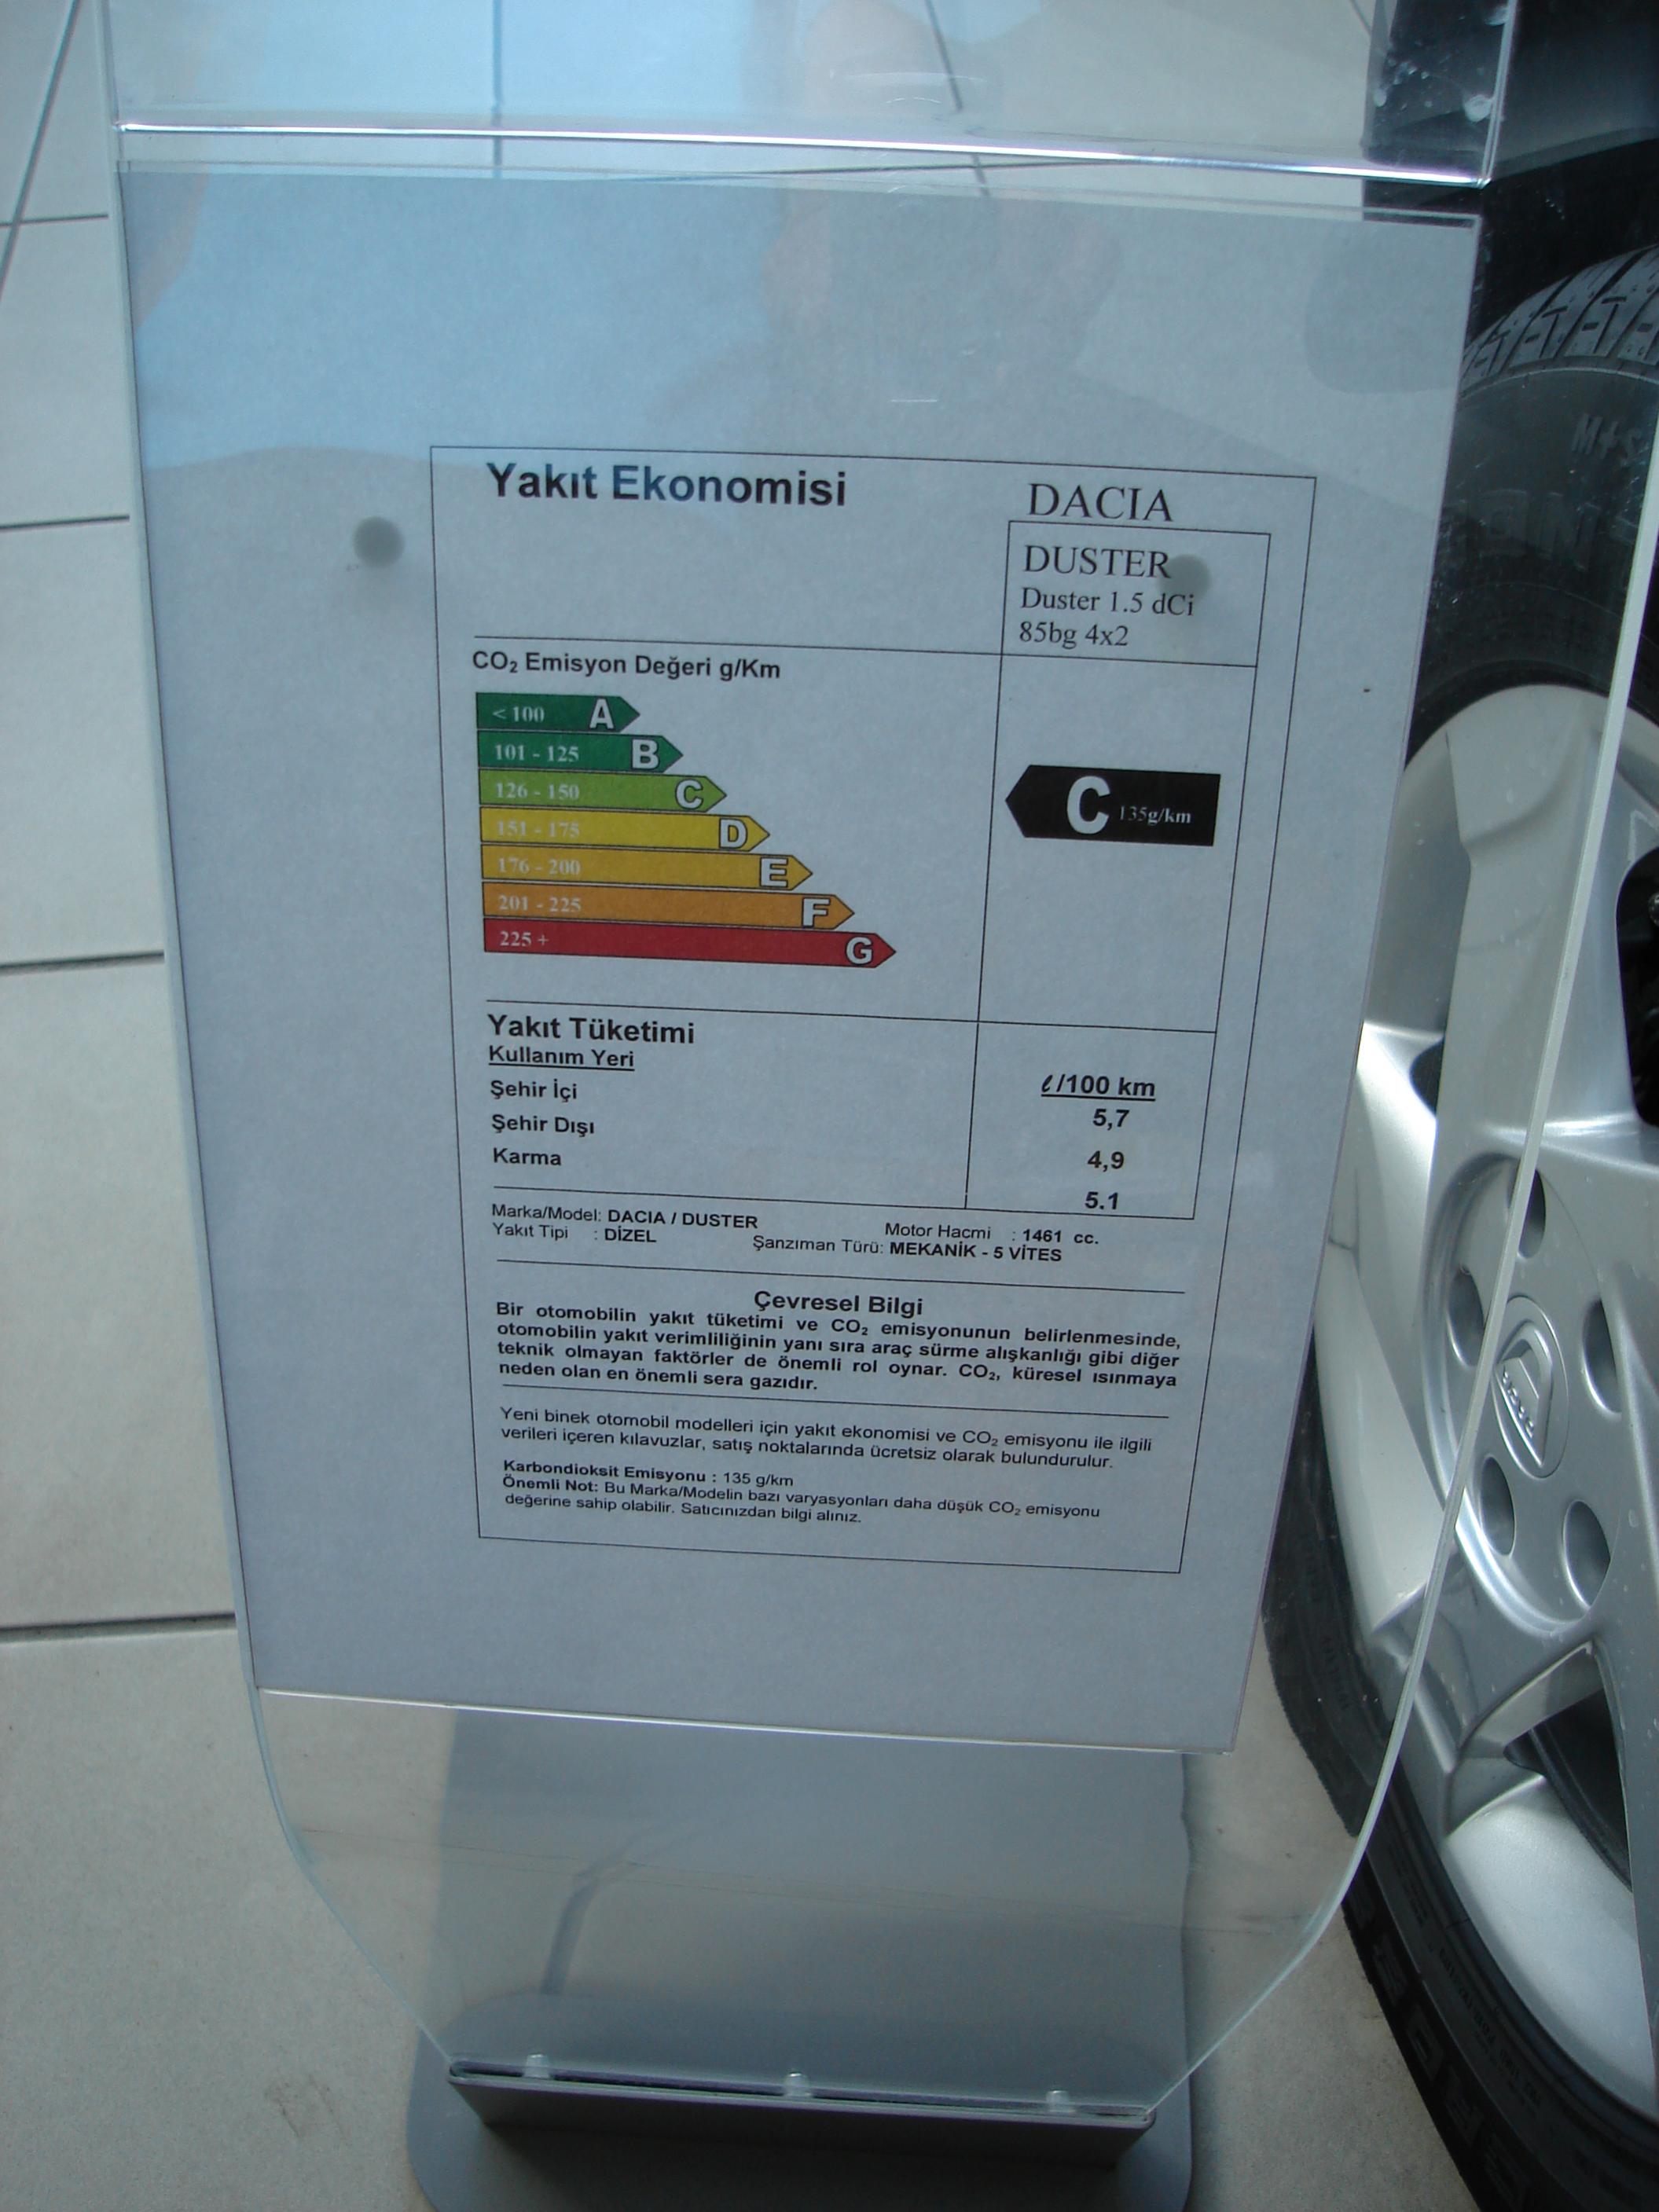 Yakıt Ekonomisi
DACIA
DUSTER
Duster 1.5 dCi
85bg 4x2
CO₂ Emisyon Değeri g/Km
< 100 A
101 - 125 B
126 - 150 C
151 - 175 D
176 - 200 E
201 - 225 F
225 + G
C 135g/km
Yakıt Tüketimi
Kullanım Yeri
ℓ/100 km
Şehir İçi 5,7
Şehir Dışı 4,9
Karma 5.1
Marka/Model: DACIA / DUSTER Motor Hacmi : 1461 cc.
Yakıt Tipi : DİZEL Şanzıman Türü: MEKANİK - 5 VİTES
Çevresel Bilgi
Bir otomobilin yakıt tüketimi ve CO₂ emisyonunun belirlenmesinde,
otomobilin yakıt verimliliğinin yanı sıra araç sürme alışkanlığı gibi diğer
teknik olmayan faktörler de önemli rol oynar. CO₂, küresel ısınmaya
neden olan en önemli sera gazıdır.
Yeni binek otomobil modelleri için yakıt ekonomisi ve CO₂ emisyonu ile ilgili
verileri içeren kılavuzlar, satış noktalarında ücretsiz olarak bulundurulur.
Karbondioksit Emisyonu : 135 g/km
Önemli Not: Bu Marka/Modelin bazı varyasyonları daha düşük CO₂ emisyonu
değerine sahip olabilir. Satıcınızdan bilgi alınız.
M+S